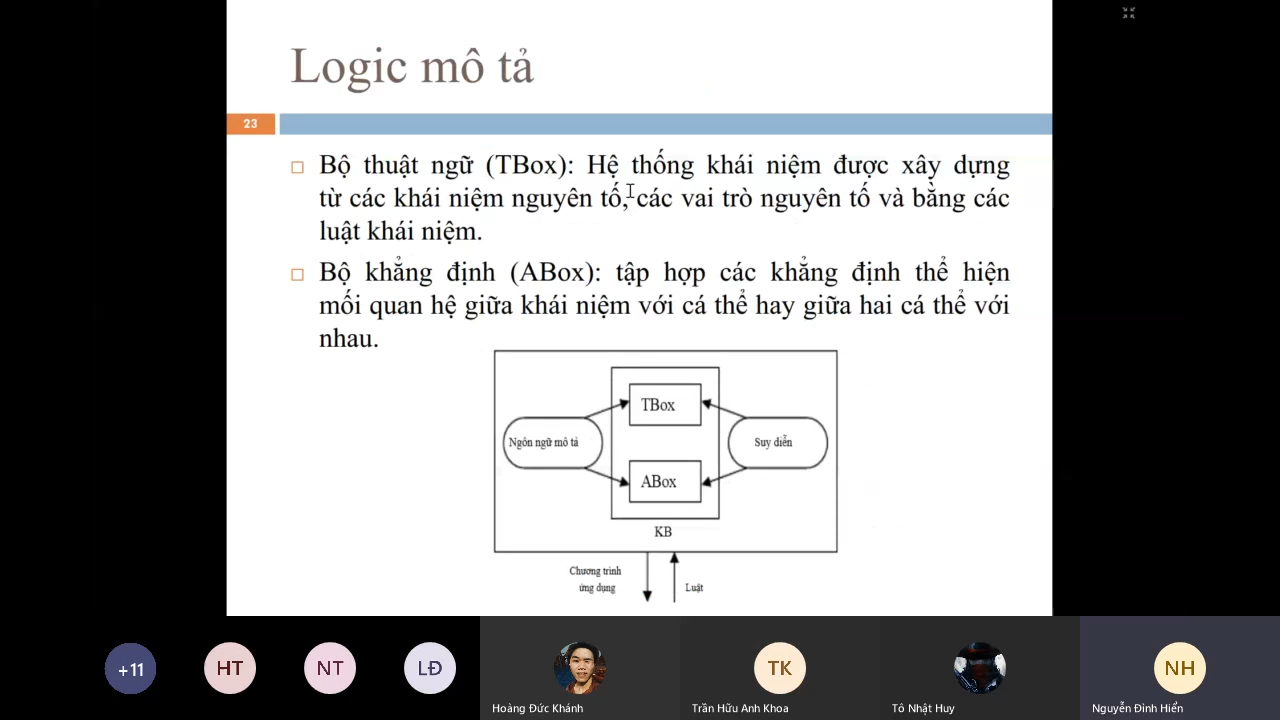 Logic mô tả
23
Bộ thuật ngữ (TBox): Hệ thống khái niệm được xây dựng
từ các khái niệm nguyên tố, các vai trò nguyên tố và bằng các
luật khái niệm.
Bộ khẳng định (ABox): tập hợp các khẳng định thể hiện
mối quan hệ giữa khái niệm với cá thể hay giữa hai cá thể với
nhau.
TBox
Ngôn ngữ mô tả
Suy diễn
ABox
KB
Chương trình
ứng dụng
Luật
+11
HT
NT
LĐ
TK
NH
Hoàng Đức Khánh
Trần Hữu Anh Khoa
Tô Nhật Huy
Nguyễn Đình Hiển